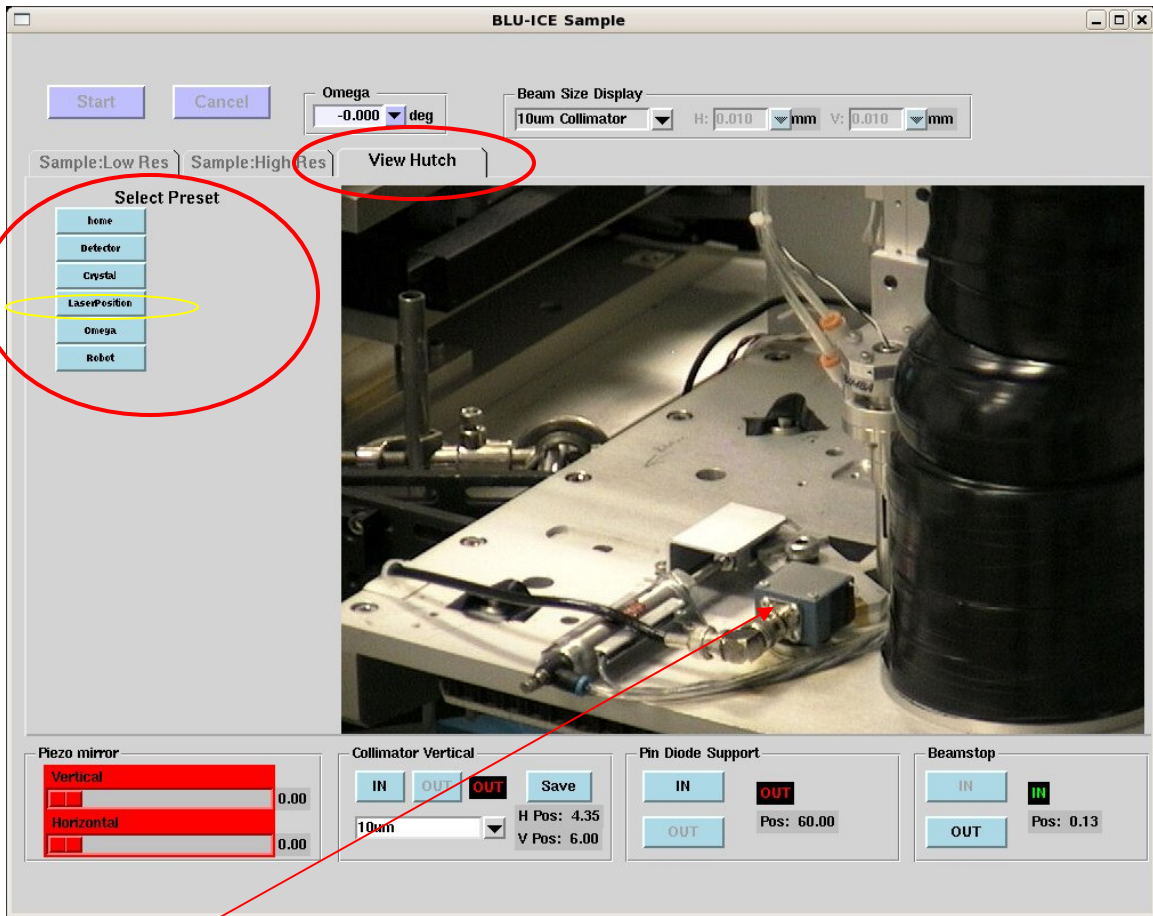 BLU-ICE Sample
Start
Cancel
Omega
-0.000
deg
Beam Size Display
10um Collimator
H: 0.010 mm
V: 0.010 mm
Sample:Low Res
Sample:High Res
View Hutch
Select Preset
home
Detector
Crystal
LaserPosition
Omega
Robot
Piezo mirror
Vertical
0.00
Horizontal
0.00
Collimator Vertical
IN
OUT
OUT
Save
10um
H Pos: 4.35
V Pos: 6.00
Pin Diode Support
IN
OUT
OUT
Pos: 60.00
Beamstop
IN
IN
OUT
Pos: 0.13